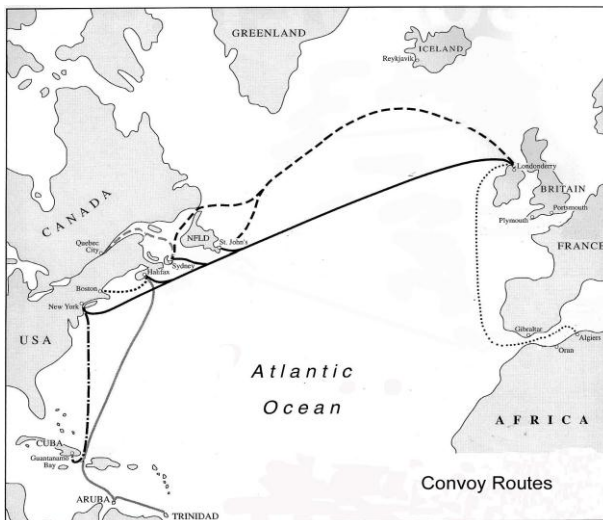 GREENLAND
ICELAND
Reykjavik
Londonderry
BRITAIN
Portsmouth
Plymouth
CANADA
NFLD
St. John's
Quebec
City
Sydney
Halifax
FRANCE
Boston
New York
USA
Gibraltar
Algiers
Oran
Atlantic
Ocean
AFRICA
CUBA
Guantanamo
Bay
Convoy Routes
ARUBA
TRINIDAD